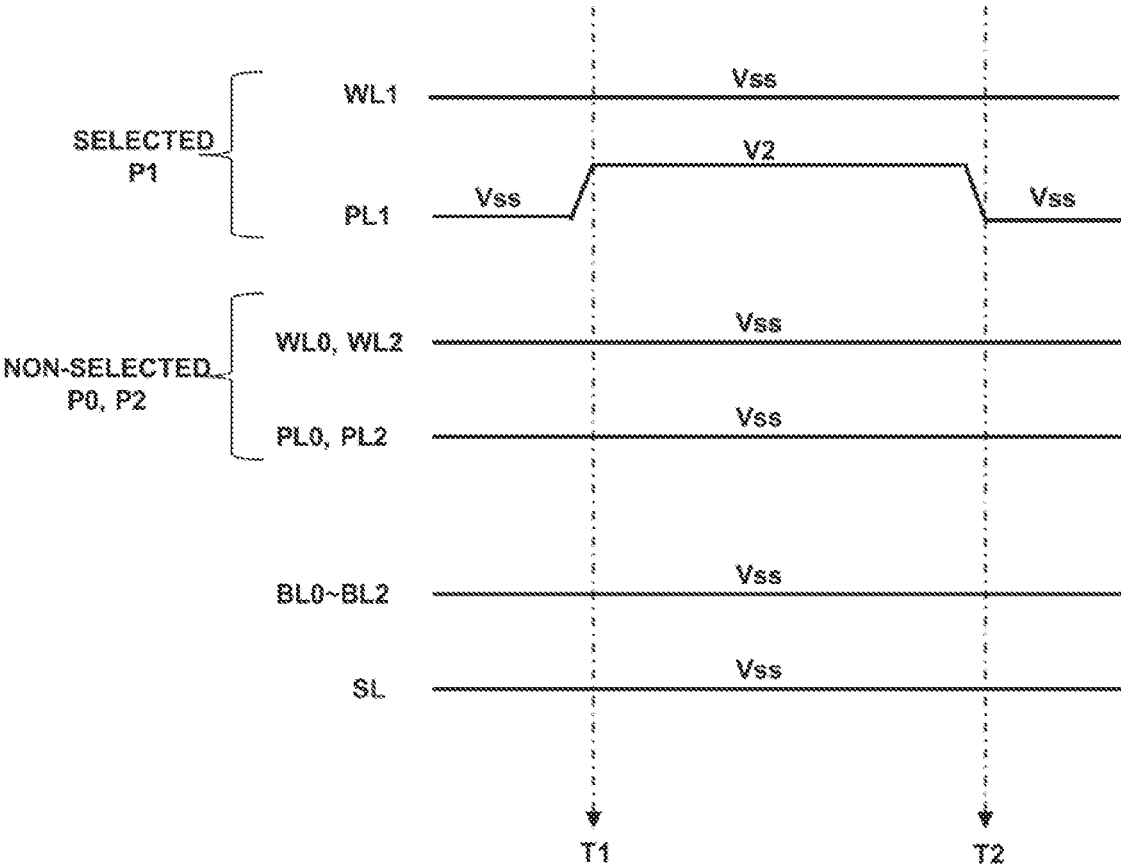 WL1
Vss
SELECTED
P1
V2
PL1
Vss
Vss
WL0, WL2
Vss
NON-SELECTED
P0, P2
PL0, PL2
Vss
BL0~BL2
Vss
SL
Vss
T1
T2